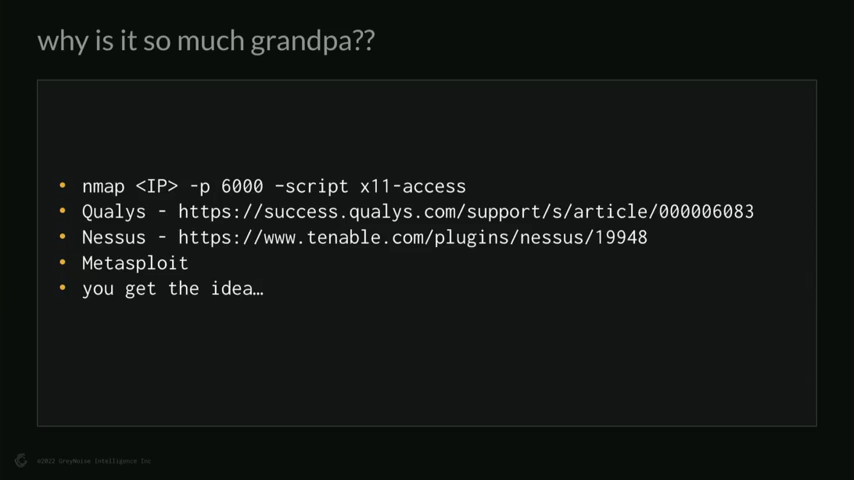 why is it so much grandpa??
• nmap <IP> -p 6000 –script x11-access
• Qualys - https://success.qualys.com/support/s/article/000006083
• Nessus - https://www.tenable.com/plugins/nessus/19948
• Metasploit
• you get the idea…
©2022 GreyNoise Intelligence Inc